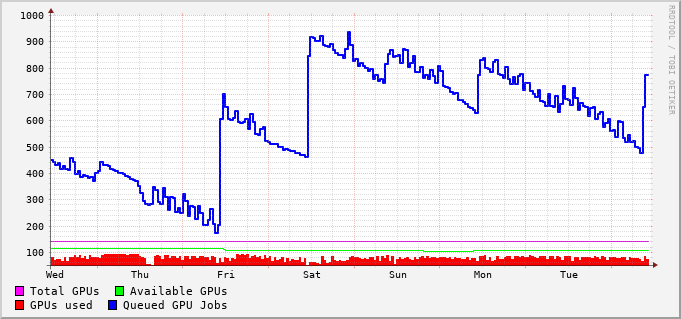 1000
900
800
700
600
500
400
300
200
100
Wed Thu Fri Sat Sun Mon Tue
Total GPUs Available GPUs
GPUs used Queued GPU Jobs
RRDTOOL / TOBI OETIKER